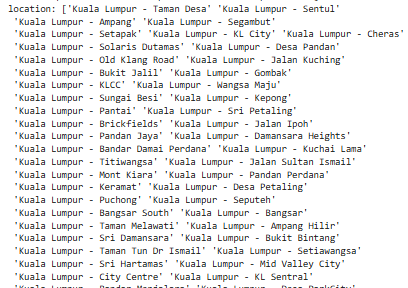 location: ['Kuala Lumpur - Taman Desa' 'Kuala Lumpur - Sentul'
'Kuala Lumpur - Ampang' 'Kuala Lumpur - Segambut'
'Kuala Lumpur - Setapak' 'Kuala Lumpur - KL City' 'Kuala Lumpur - Cheras'
'Kuala Lumpur - Solaris Dutamas' 'Kuala Lumpur - Desa Pandan'
'Kuala Lumpur - Old Klang Road' 'Kuala Lumpur - Jalan Kuching'
'Kuala Lumpur - Bukit Jalil' 'Kuala Lumpur - Gombak'
'Kuala Lumpur - KLCC' 'Kuala Lumpur - Wangsa Maju'
'Kuala Lumpur - Sungai Besi' 'Kuala Lumpur - Kepong'
'Kuala Lumpur - Pantai' 'Kuala Lumpur - Sri Petaling'
'Kuala Lumpur - Brickfields' 'Kuala Lumpur - Jalan Ipoh'
'Kuala Lumpur - Pandan Jaya' 'Kuala Lumpur - Damansara Heights'
'Kuala Lumpur - Bandar Damai Perdana' 'Kuala Lumpur - Kuchai Lama'
'Kuala Lumpur - Titiwangsa' 'Kuala Lumpur - Jalan Sultan Ismail'
'Kuala Lumpur - Mont Kiara' 'Kuala Lumpur - Pandan Perdana'
'Kuala Lumpur - Keramat' 'Kuala Lumpur - Desa Petaling'
'Kuala Lumpur - Puchong' 'Kuala Lumpur - Seputeh'
'Kuala Lumpur - Bangsar South' 'Kuala Lumpur - Bangsar'
'Kuala Lumpur - Taman Melawati' 'Kuala Lumpur - Ampang Hilir'
'Kuala Lumpur - Sri Damansara' 'Kuala Lumpur - Bukit Bintang'
'Kuala Lumpur - Taman Tun Dr Ismail' 'Kuala Lumpur - Setiawangsa'
'Kuala Lumpur - Sri Hartamas' 'Kuala Lumpur - Mid Valley City'
'Kuala Lumpur - City Centre' 'Kuala Lumpur - KL Sentral'